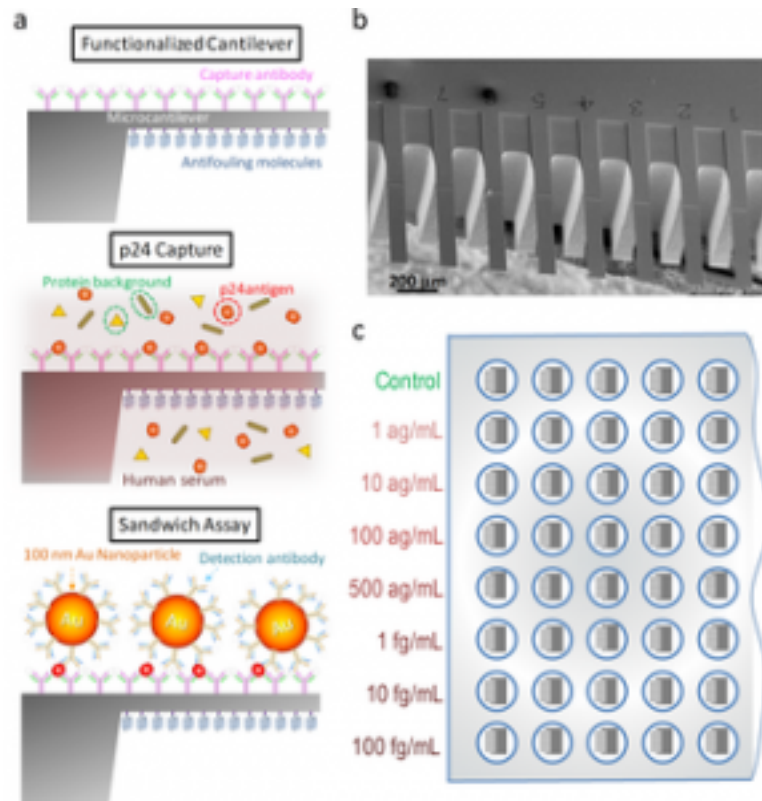 a
Functionalized Cantilever
Capture antibody
Microcantilever
Antifouling molecules
p24 Capture
Protein background
p24antigen
Human serum
Sandwich Assay
100 nm Au Nanoparticle
Detection antibody
Au
Au
Au
b
7
5
4
3
2
1
200 µm
c
Control
1 ag/mL
10 ag/mL
100 ag/mL
500 ag/mL
1 fg/mL
10 fg/mL
100 fg/mL